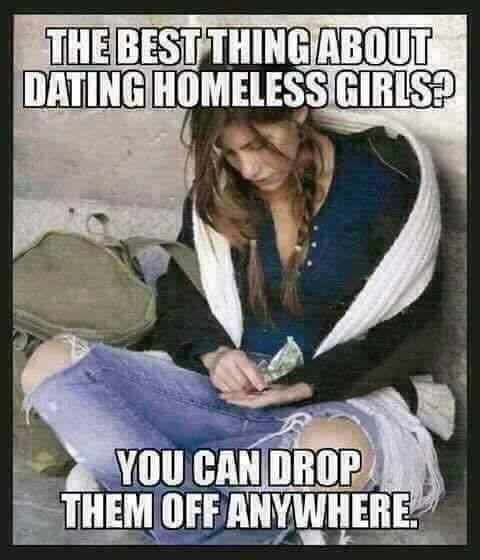 THE BEST THING ABOUT
DATING HOMELESS GIRLS?
YOU CAN DROP
THEM OFF ANYWHERE.